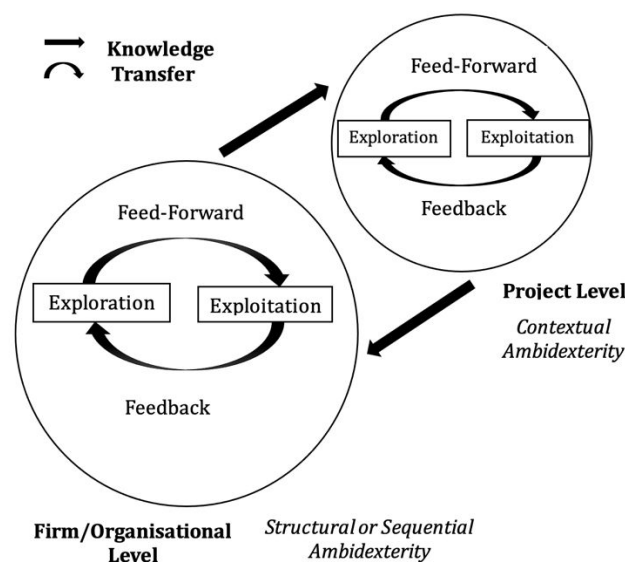 Knowledge
Transfer
Feed-Forward
Exploration
Exploitation
Feedback
Feed-Forward
Exploration
Exploitation
Feedback
Project Level
Contextual
Ambidexterity
Firm/Organisational
Level
Structural or Sequential
Ambidexterity